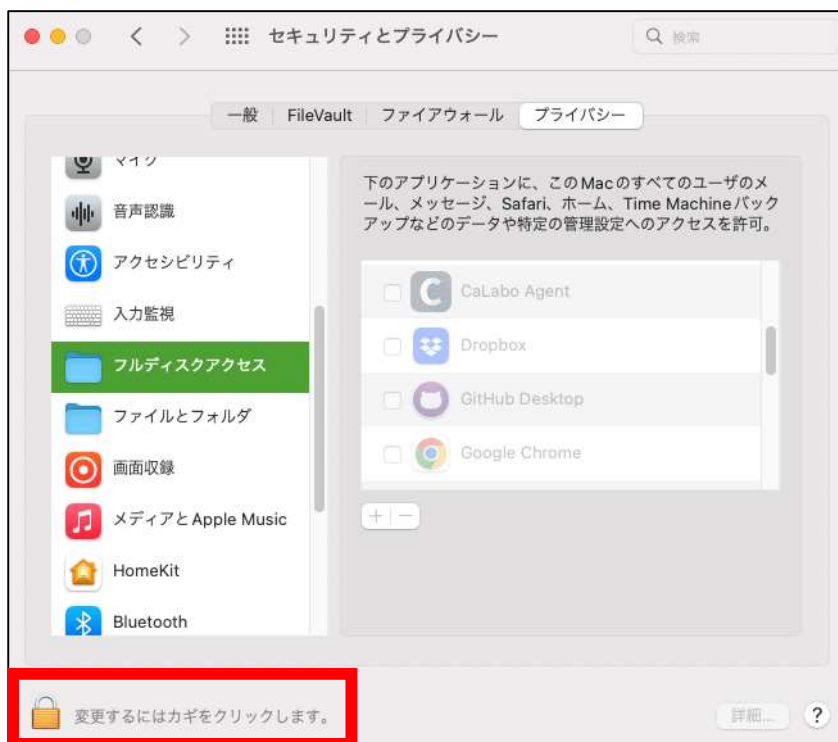 セキュリティとプライバシー
検索
一般 FileVault ファイアウォール プライバシー
マイク
音声認識
アクセシビリティ
入力監視
フルディスクアクセス
ファイルとフォルダ
画面収録
メディアとApple Music
HomeKit
Bluetooth
下のアプリケーションに、このMacのすべてのユーザのメ
ール、メッセージ、Safari、ホーム、Time Machineバック
アップなどのデータや特定の管理設定へのアクセスを許可。
CaLabo Agent
Dropbox
GitHub Desktop
Google Chrome
変更するにはカギをクリックします。
詳細... ?